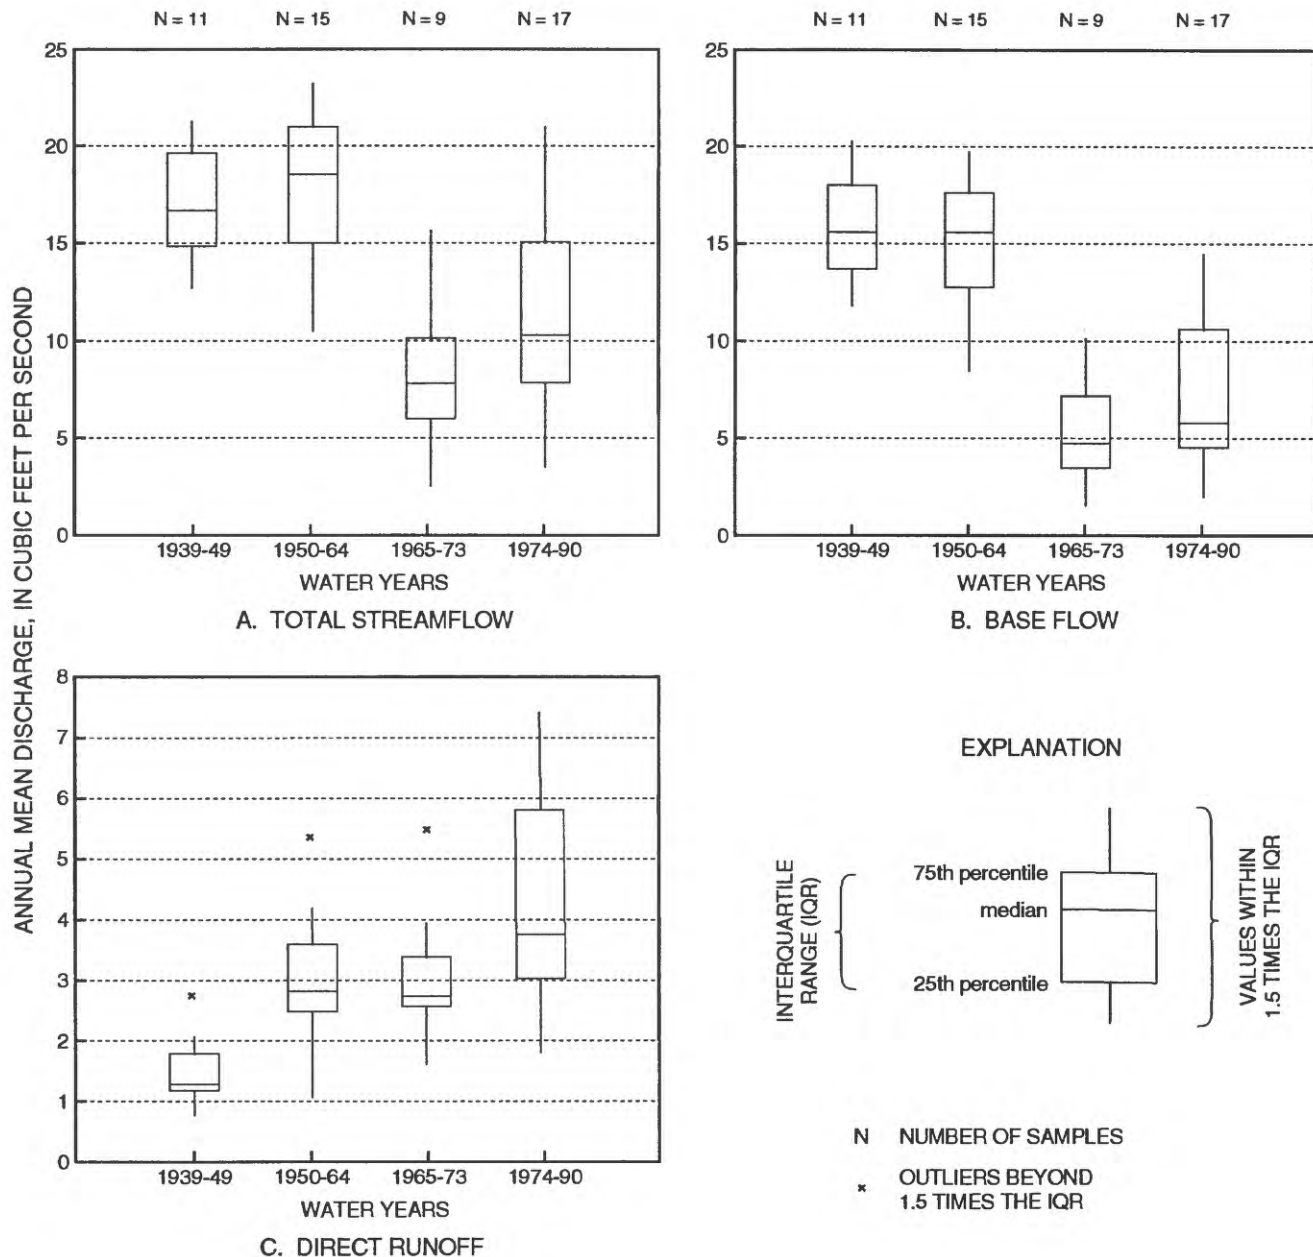 N = 11 N = 15 N = 9 N = 17
N = 11 N = 15 N = 9 N = 17
ANNUAL MEAN DISCHARGE, IN CUBIC FEET PER SECOND
25
20
15
10
5
0
1939-49 1950-64 1965-73 1974-90
WATER YEARS
A. TOTAL STREAMFLOW
25
20
15
10
5
0
1939-49 1950-64 1965-73 1974-90
WATER YEARS
B. BASE FLOW
8
7
6
5
4
3
2
1
0
1939-49 1950-64 1965-73 1974-90
WATER YEARS
C. DIRECT RUNOFF
EXPLANATION
INTERQUARTILE
RANGE (IQR)
75th percentile
median
25th percentile
VALUES WITHIN
1.5 TIMES THE IQR
N NUMBER OF SAMPLES
× OUTLIERS BEYOND
1.5 TIMES THE IQR